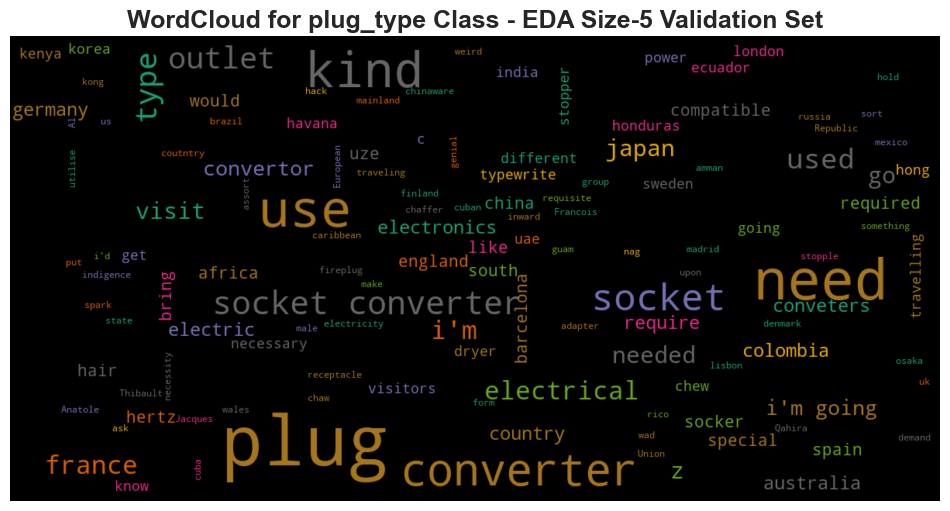 WordCloud for plug_type Class - EDA Size-5 Validation Set
kenya
korea
type
outlet
kind
weird
india
power
london
ecuador
hold
kong
hack
mainland
chinaware
stopper
germany
would
compatible
russia
Republic
sort
mexico
Al
us
brazil
havana
c
genial
honduras
japan
used
utilise
coutntry
convertor
European
uze
traveling
different
typewrite
group
sweden
amman
go
hong
visit
assort
use
finland
chaffer
cuban
china
requisite
Francois
inward
required
something
i'd
get
caribbean
electronics
like
uae
guam
nag
madrid
going
stopple
travelling
put
indigence
bring
africa
fireplug
make
england
south
barcelona
upon
need
spark
state
electric
socket converter
male
electricity
i'm
socket
adapter
require
denmark
conveters
necessary
dryer
needed
lisbon
colombia
osaka
hair
necessity
receptacle
chaw
visitors
form
electrical
chew
uk
Thibault
Anatole
hertz
Jacques
wales
plug
country
rico
socker
i'm going
ask
wad
Union
special
Qahira
demand
spain
france
know
cuba
converter
z
australia